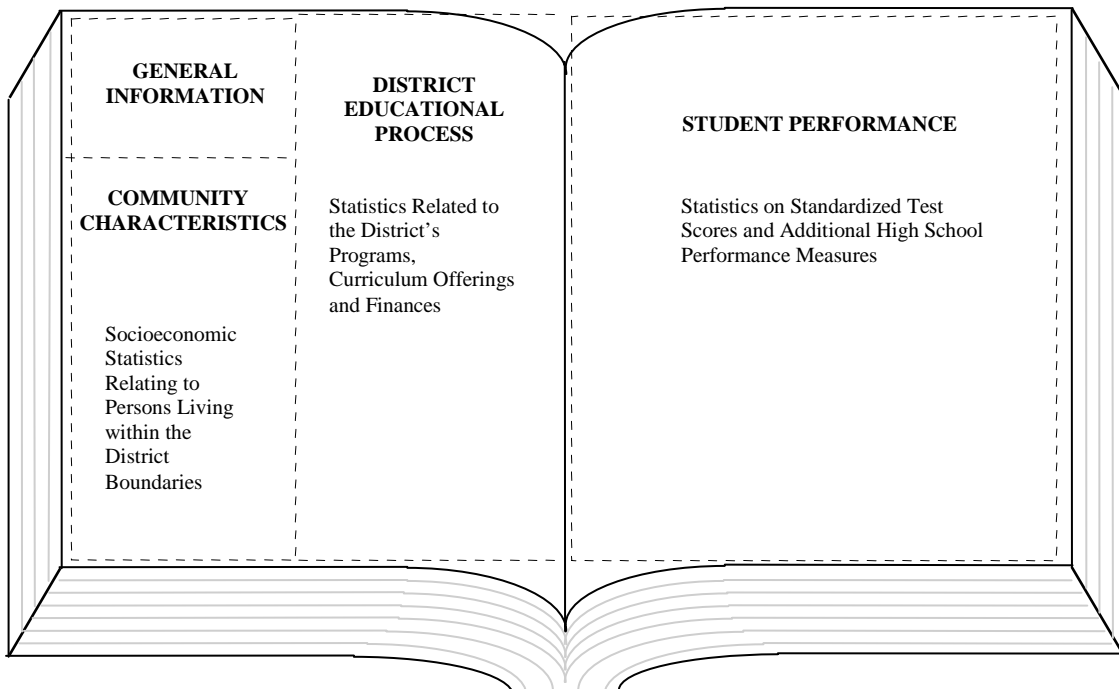 GENERAL
INFORMATION
COMMUNITY
CHARACTERISTICS
Socioeconomic
Statistics
Relating to
Persons Living
within the
District
Boundaries
DISTRICT
EDUCATIONAL
PROCESS
Statistics Related to
the District’s
Programs,
Curriculum Offerings
and Finances
STUDENT PERFORMANCE
Statistics on Standardized Test
Scores and Additional High School
Performance Measures